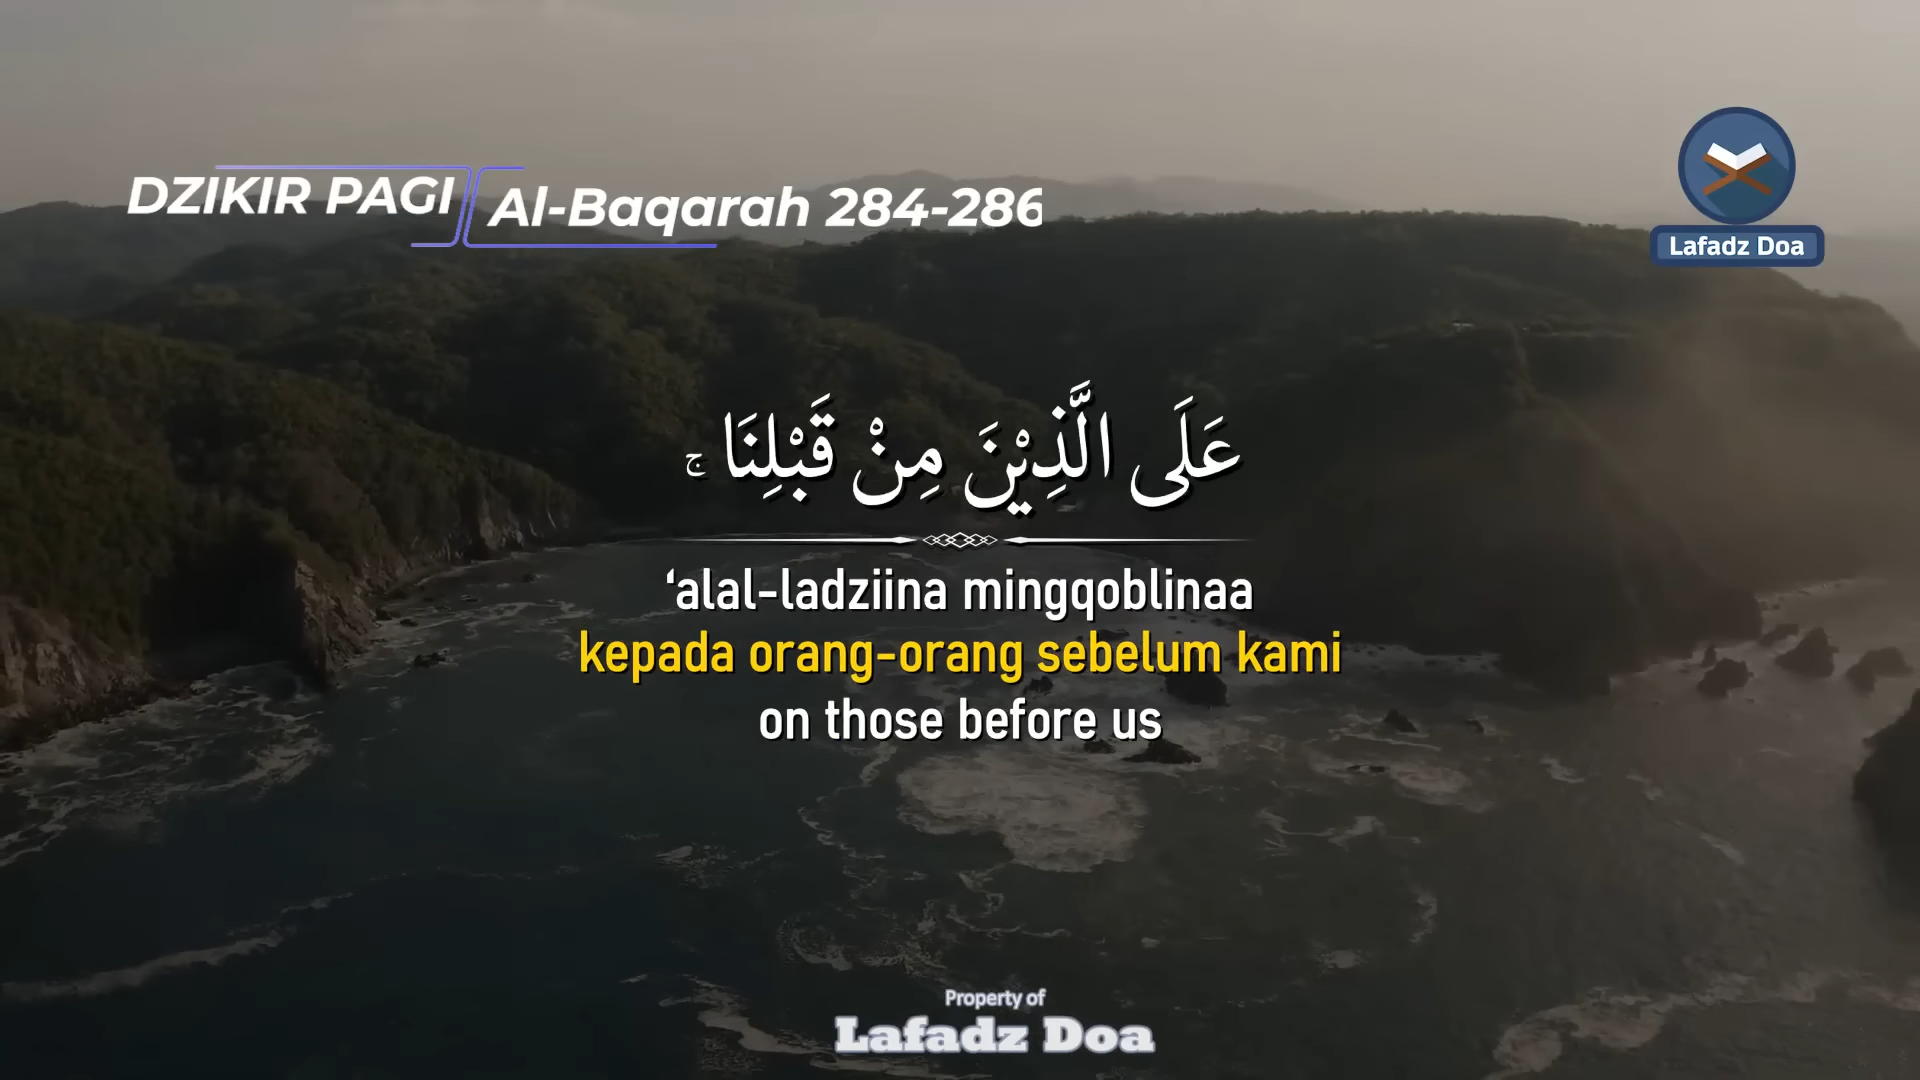 DZIKIR PAGI
Al-Baqarah 284-286
Lafadz Doa
عَلَى الَّذِيْنَ مِنْ قَبْلِنَا ۚ
‘alal-ladziina mingqoblinaa
kepada orang-orang sebelum kami
on those before us
Property of
Lafadz Doa